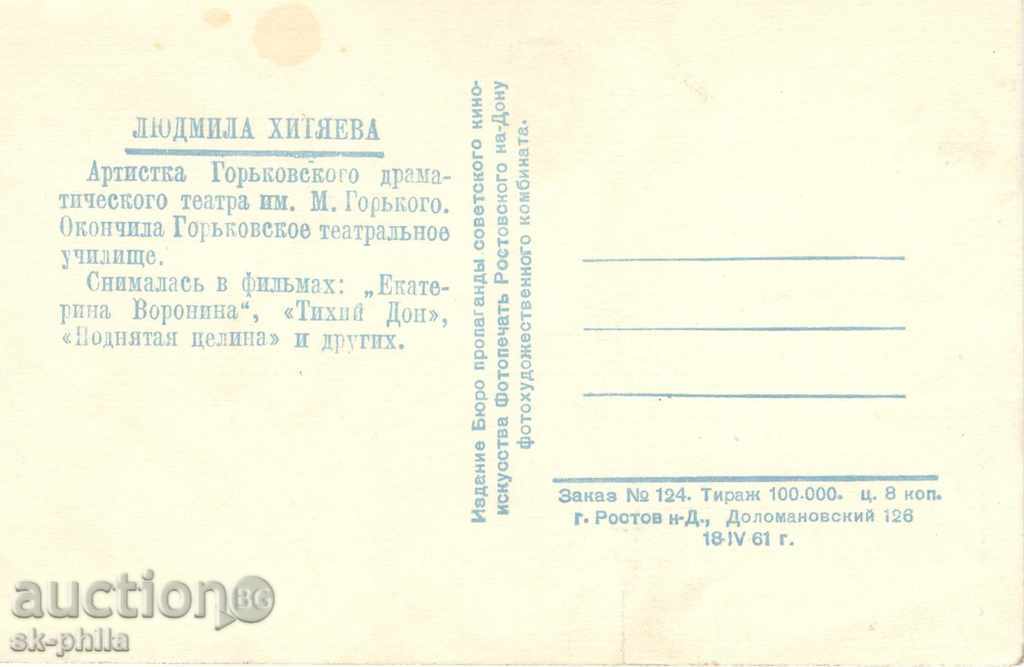 ЛЮДМИЛА ХИТЯЕВА
Артистка Горьковского драма-
тического театра им. М. Горького.
Окончила Горьковское театральное
училище.
Снималась в фильмах: „Екате-
рина Воронина“, «Тихий Дон»,
«Поднятая целина» и других.
Издание Бюро пропаганды советского кино-
искусства Фотопечать Ростовского на-Дону
фотохудожественного комбината.
Заказ № 124. Тираж 100.000. ц. 8 коп.
г. Ростов н-Д., Доломановский 126
18-IV 61 г.
auction BG
sk-phila